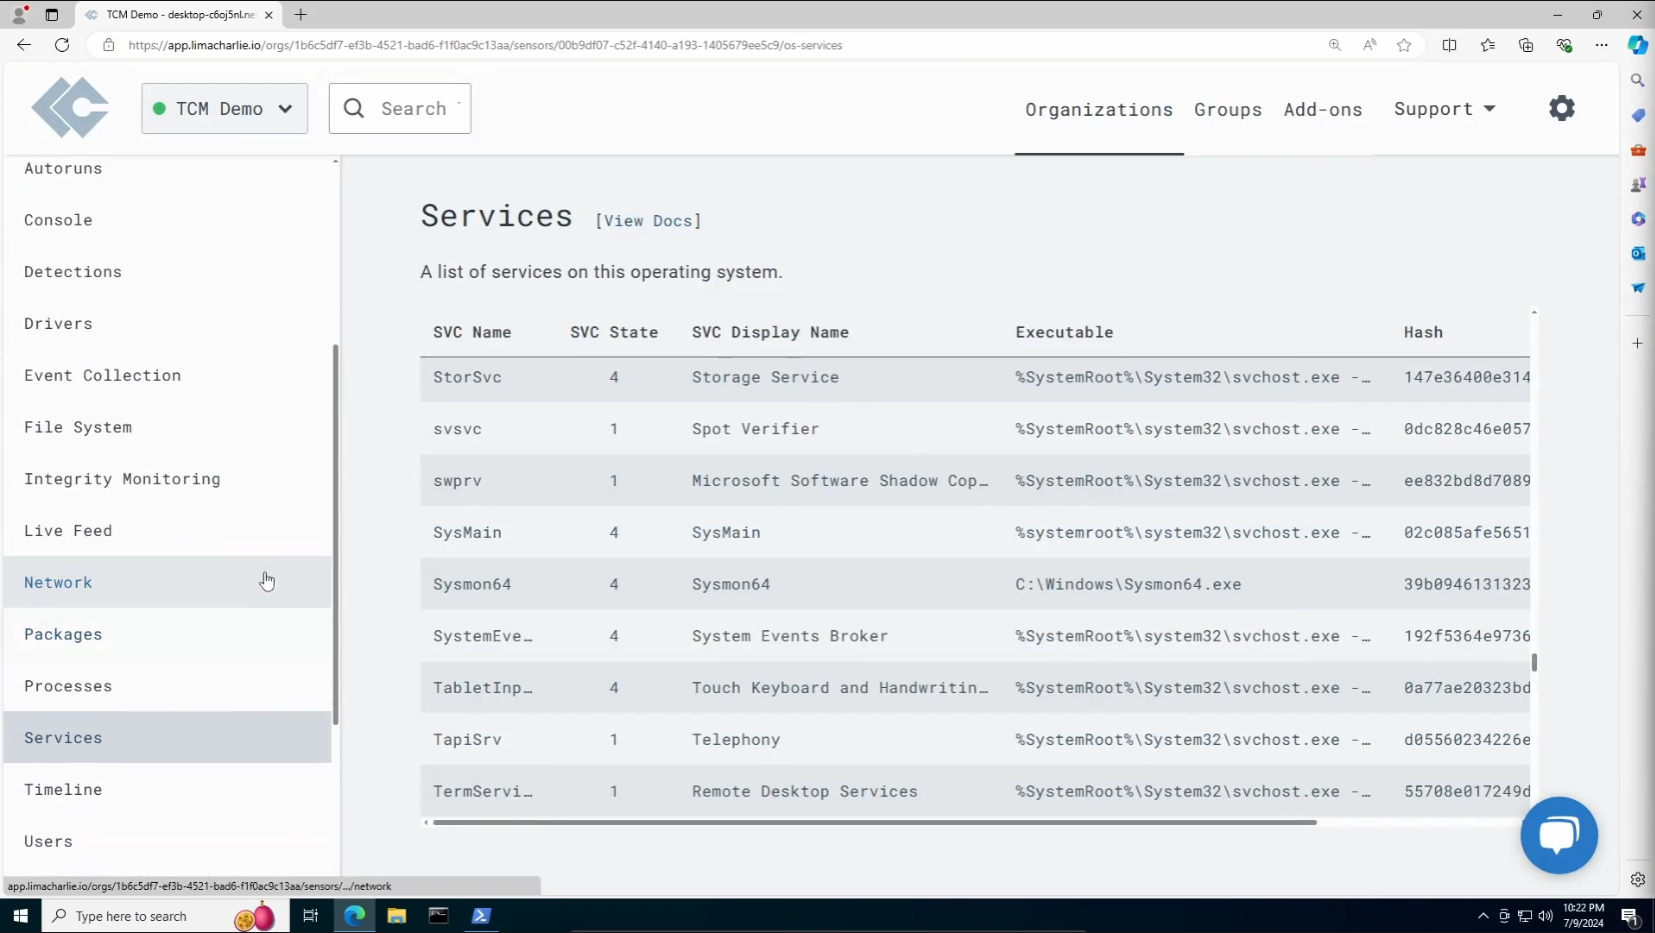 TCM Demo - desktop-c6oj5nl.ne
https://app.limacharlie.io/orgs/1b6c5df7-ef3b-4521-bad6-f1f0ac9c13aa/sensors/00b9df07-c52f-4140-a193-1405679ee5c9/os-services
TCM Demo
Search
Organizations Groups Add-ons Support
Autoruns
Console
Detections
Drivers
Event Collection
File System
Integrity Monitoring
Live Feed
Network
Packages
Processes
Services
Timeline
Users
Services [View Docs]
A list of services on this operating system.
SVC Name SVC State SVC Display Name Executable Hash
StorSvc 4 Storage Service %SystemRoot%\System32\svchost.exe -… 147e36400e314
svsvc 1 Spot Verifier %SystemRoot%\system32\svchost.exe -… 0dc828c46e057
swprv 1 Microsoft Software Shadow Cop… %SystemRoot%\System32\svchost.exe -… ee832bd8d7089
SysMain 4 SysMain %systemroot%\system32\svchost.exe -… 02c085afe5651
Sysmon64 4 Sysmon64 C:\Windows\Sysmon64.exe 39b0946131323
SystemEve… 4 System Events Broker %SystemRoot%\system32\svchost.exe -… 192f5364e9736
TabletInp… 4 Touch Keyboard and Handwritin… %SystemRoot%\System32\svchost.exe -… 0a77ae20323bd
TapiSrv 1 Telephony %SystemRoot%\System32\svchost.exe -… d05560234226e
TermServi… 1 Remote Desktop Services %SystemRoot%\System32\svchost.exe -… 55708e017249d
app.limacharlie.io/orgs/1b6c5df7-ef3b-4521-bad6-f1f0ac9c13aa/sensors/.../network
Type here to search
10:22 PM
7/9/2024
1